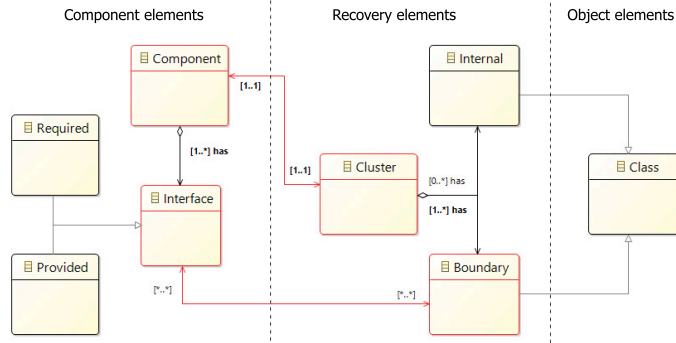 Component elements
Recovery elements
Object elements
Component
Internal
[1..1]
Required
[1..*] has
[1..1]
Cluster
[0..*] has
Class
Interface
[1..*] has
Provided
Boundary
[*..*]
[*..*]